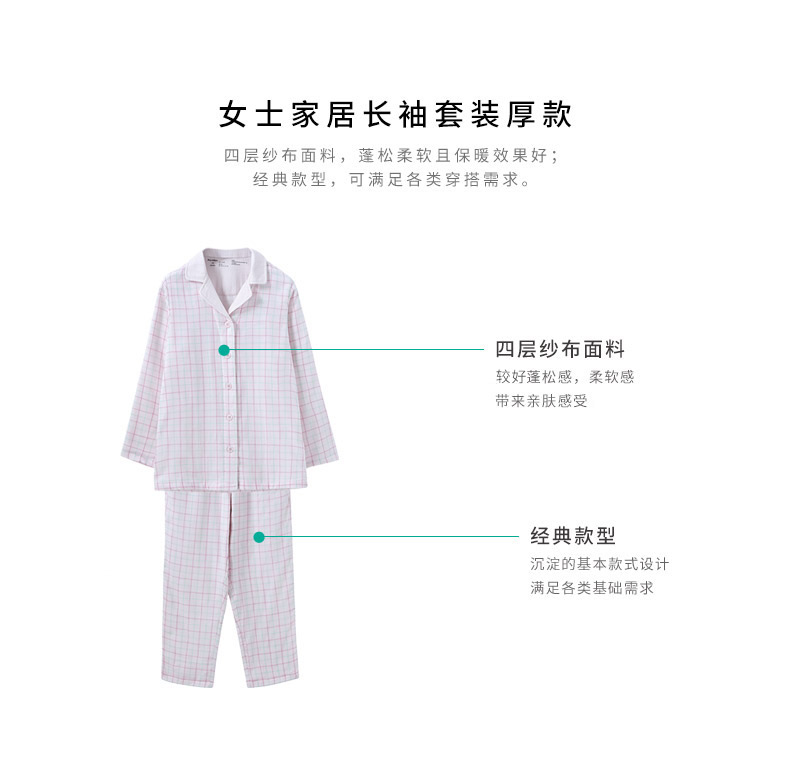 女士家居长袖套装厚款
四层纱布面料，蓬松柔软且保暖效果好；
经典款型，可满足各类穿搭需求。
四层纱布面料
较好蓬松感，柔软感
带来亲肤感受
经典款型
沉淀的基本款式设计
满足各类基础需求